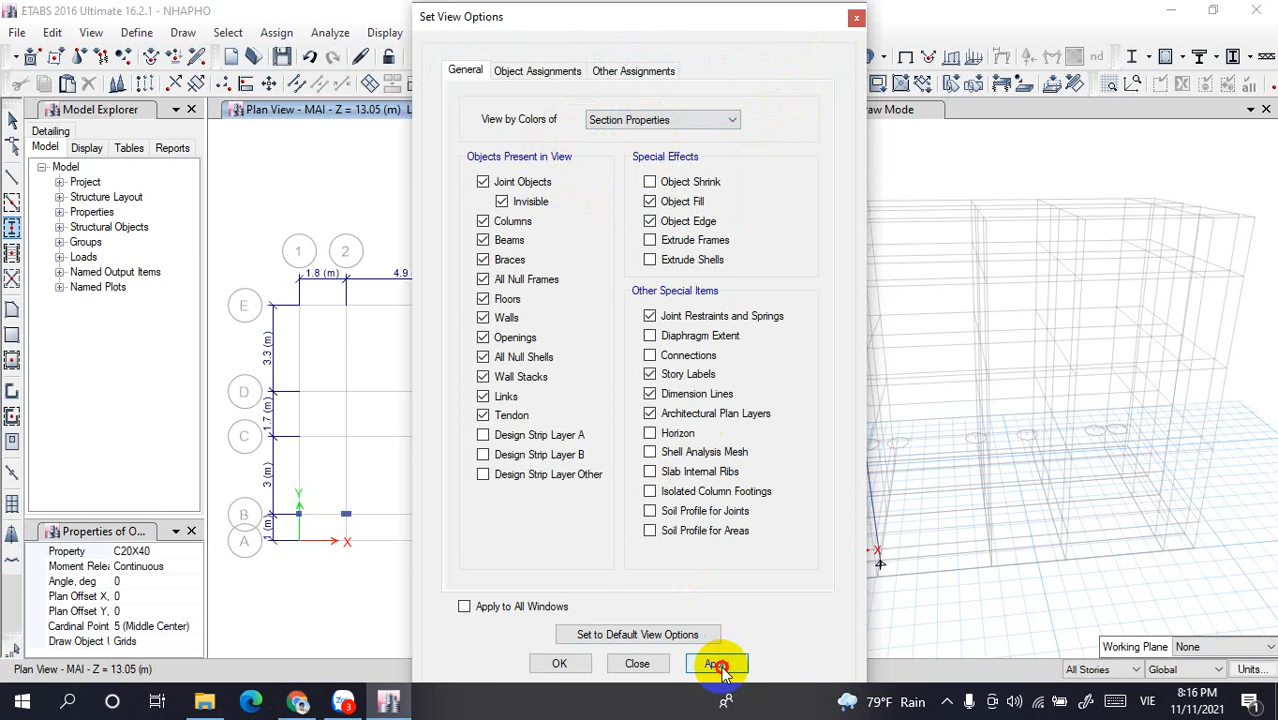 ETABS 2016 Ultimate 16.2.1 - NHAPHO
File Edit View Define Draw Select Assign Analyze Display
Model Explorer
Detailing
Model Display Tables Reports
Model
Project
Structure Layout
Properties
Structural Objects
Groups
Loads
Named Output Items
Named Plots
Properties of O...
Property C20X40
Moment Relea Continuous
Angle, deg 0
Plan Offset X, 0
Plan Offset Y, 0
Cardinal Point 5 (Middle Center)
Draw Object U Grids
Plan View - MAI - Z = 13.05 (m)
Plan View - MAI - Z = 13.05 (m) L
1 2
1.8 (m) 4.9
E
3.3 (m)
D
1.7 (m)
C
3 (m)
Y
B
1 (m)
A X
Set View Options
General Object Assignments Other Assignments
View by Colors of Section Properties
Objects Present in View
Joint Objects
Invisible
Columns
Beams
Braces
All Null Frames
Floors
Walls
Openings
All Null Shells
Wall Stacks
Links
Tendon
Design Strip Layer A
Design Strip Layer B
Design Strip Layer Other
Special Effects
Object Shrink
Object Fill
Object Edge
Extrude Frames
Extrude Shells
Other Special Items
Joint Restraints and Springs
Diaphragm Extent
Connections
Story Labels
Dimension Lines
Architectural Plan Layers
Horizon
Shell Analysis Mesh
Slab Internal Ribs
Isolated Column Footings
Soil Profile for Joints
Soil Profile for Areas
Apply to All Windows
Set to Default View Options
OK Close
nd
all
raw Mode
X
Working Plane None
All Stories Global Units...
3
79°F Rain
VIE
8:16 PM
11/11/2021
1